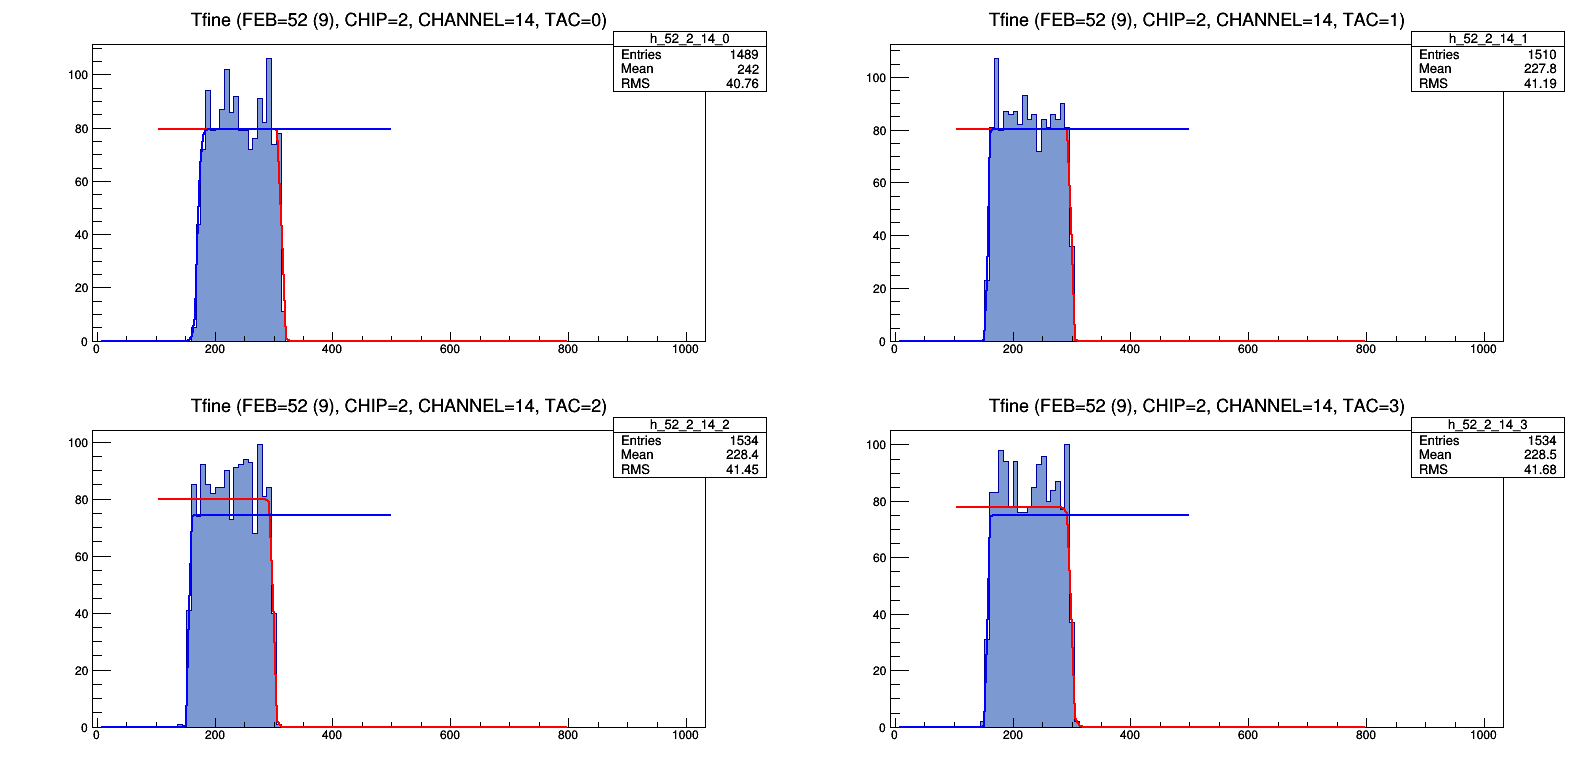 Tfine (FEB=52 (9), CHIP=2, CHANNEL=14, TAC=0)
h_52_2_14_0
Entries 1489
Mean 242
RMS 40.76
100
80
60
40
20
0
0 200 400 600 800 1000
Tfine (FEB=52 (9), CHIP=2, CHANNEL=14, TAC=1)
h_52_2_14_1
Entries 1510
Mean 227.8
RMS 41.19
100
80
60
40
20
0
0 200 400 600 800 1000
Tfine (FEB=52 (9), CHIP=2, CHANNEL=14, TAC=2)
h_52_2_14_2
Entries 1534
Mean 228.4
RMS 41.45
100
80
60
40
20
0
0 200 400 600 800 1000
Tfine (FEB=52 (9), CHIP=2, CHANNEL=14, TAC=3)
h_52_2_14_3
Entries 1534
Mean 228.5
RMS 41.68
100
80
60
40
20
0
0 200 400 600 800 1000